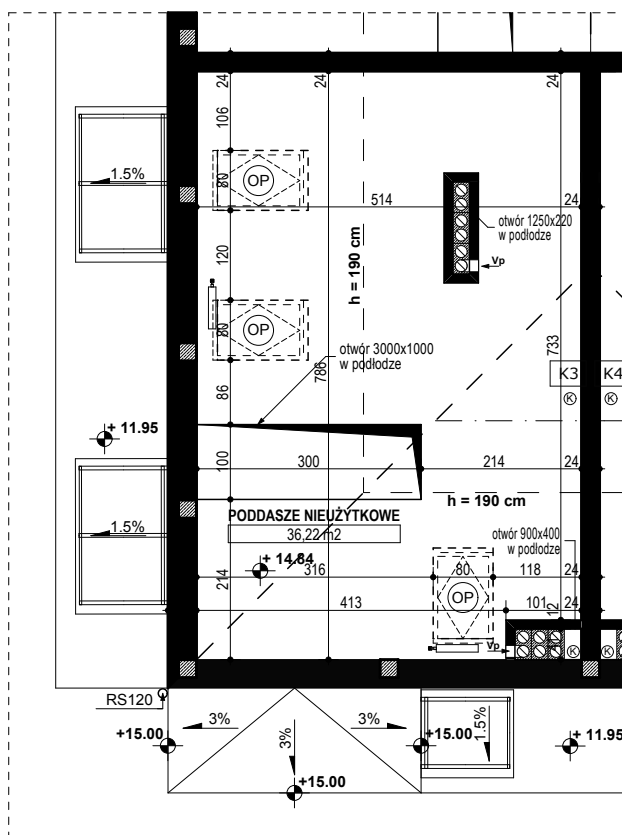 24
24
24
106
1.5%
80
OP
514
24
otwór 1250x220
w podłodze
Vp
120
h = 190 cm
80
OP
733
otwór 3000x1000
w podłodze
786
K3
K4
K
K
86
+ 11.95
100
300
214
24
h = 190 cm
PODDASZE NIEUŻYTKOWE
36,22 m2
1.5%
otwór 900x400
w podłodze
+ 14.84
214
316
80
118
24
OP
413
101
24
12
Vp
K
K
RS120
3%
3%
+15.00
+15.00
3%
1.5%
+ 11.95
+15.00